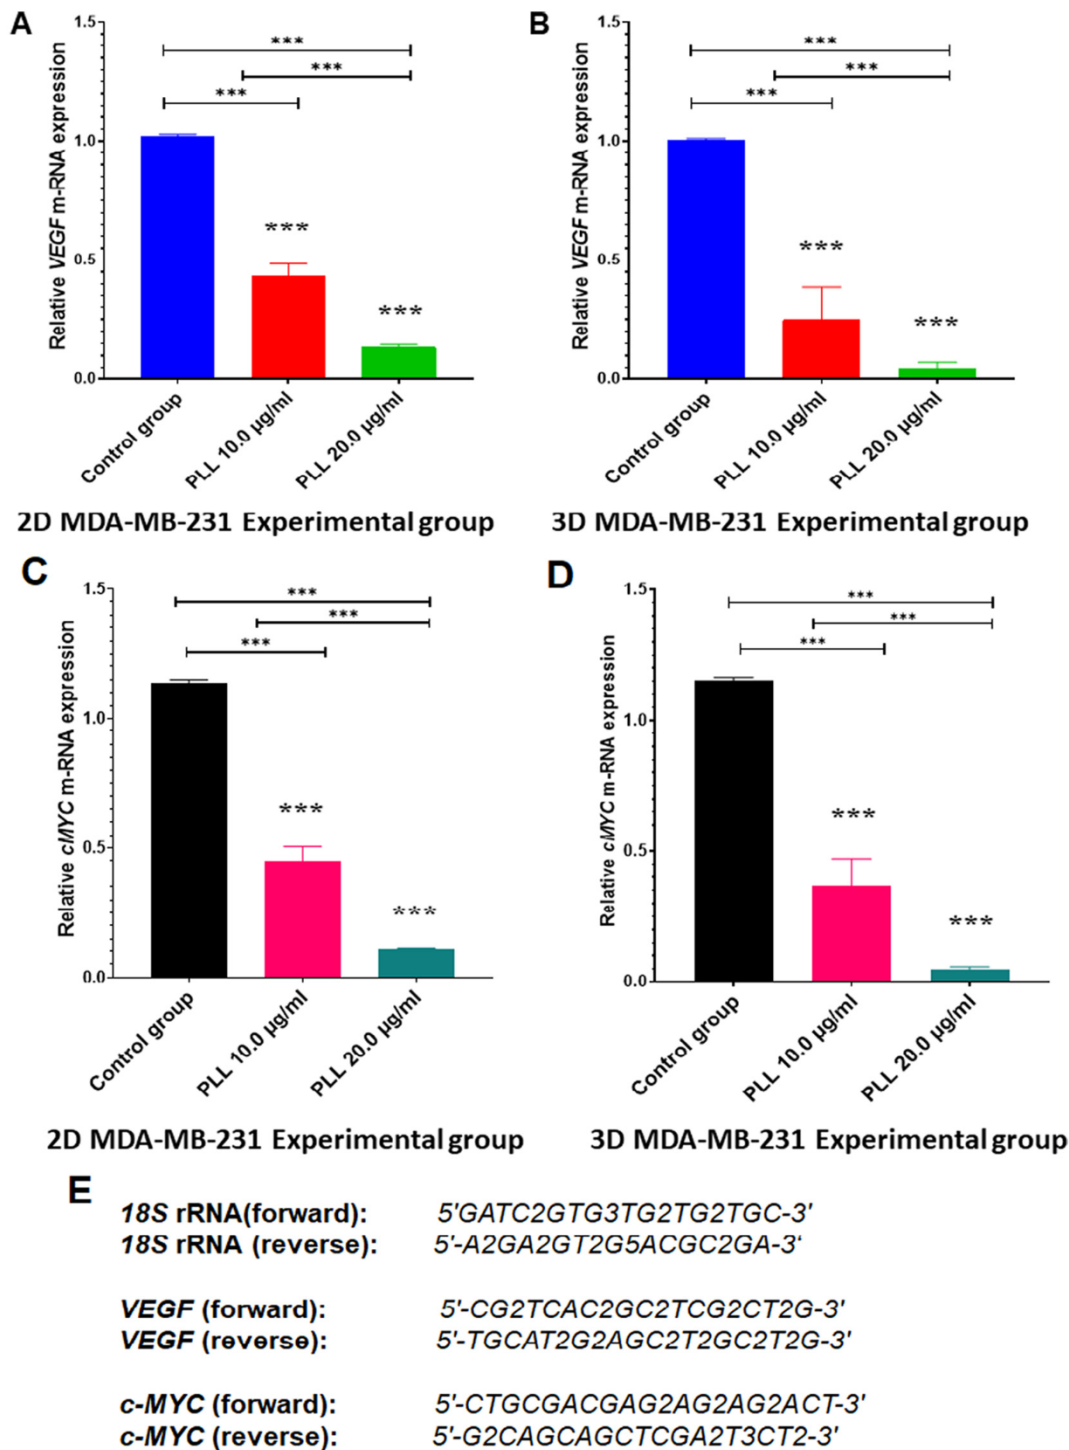 A
Relative VEGF m-RNA expression
1.5
1.0
0.5
0.0
***
***
***
***
***
Control group
PLL 10.0 µg/ml
PLL 20.0 µg/ml
2D MDA-MB-231 Experimental group
B
Relative VEGF m-RNA expression
1.5
1.0
0.5
0.0
***
***
***
***
***
Control group
PLL 10.0 µg/ml
PLL 20.0 µg/ml
3D MDA-MB-231 Experimental group
C
Relative cMYC m-RNA expression
1.5
1.0
0.5
0.0
***
***
***
***
***
Control group
PLL 10.0 µg/ml
PLL 20.0 µg/ml
2D MDA-MB-231 Experimental group
D
Relative cMYC m-RNA expression
1.5
1.0
0.5
0.0
***
***
***
***
***
Control group
PLL 10.0 µg/ml
PLL 20.0 µg/ml
3D MDA-MB-231 Experimental group
E
18S rRNA(forward): 5'GATC2GTG3TG2TG2TGC-3'
18S rRNA (reverse): 5'-A2GA2GT2G5ACGC2GA-3'
VEGF (forward): 5'-CG2TCAC2GC2TCG2CT2G-3'
VEGF (reverse): 5'-TGCAT2G2AGC2T2GC2T2G-3'
c-MYC (forward): 5'-CTGCGACGAG2AG2AG2ACT-3'
c-MYC (reverse): 5'-G2CAGCAGCTCGA2T3CT2-3'